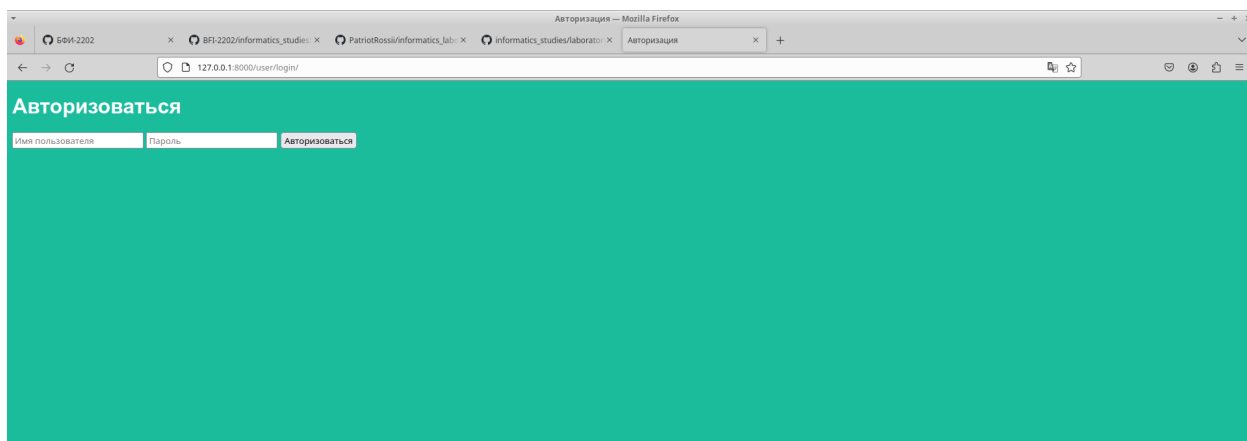 Авторизация — Mozilla Firefox
БФИ-2202
BFI-2202/informatics_studies:
PatriotRossii/informatics_labo
informatics_studies/laborator
Авторизация
127.0.0.1:8000/user/login/
Авторизоваться
Имя пользователя
Пароль
Авторизоваться